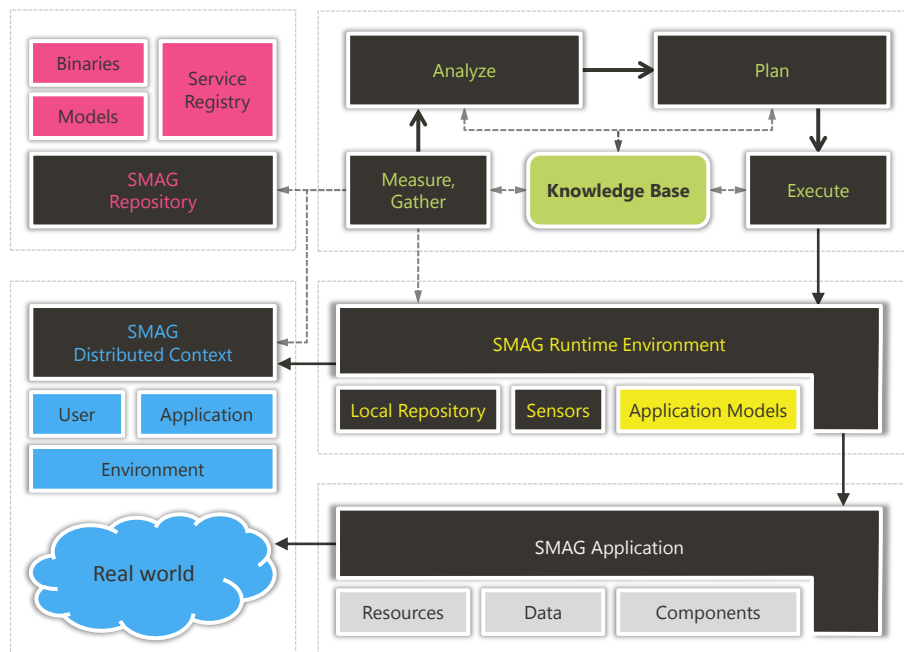 Binaries
Models
Service
Registry
SMAG
Repository
Analyze
Plan
Measure,
Gather
Knowledge Base
Execute
SMAG
Distributed Context
User
Application
Environment
Real world
SMAG Runtime Environment
Local Repository
Sensors
Application Models
SMAG Application
Resources
Data
Components